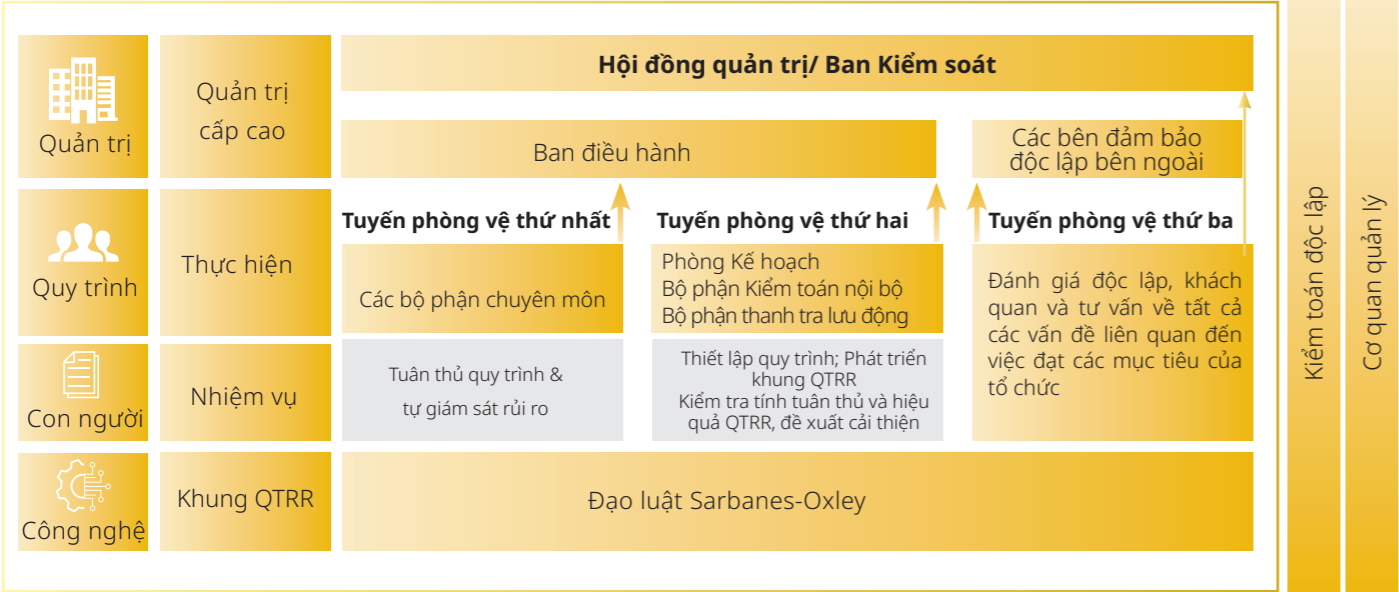 Quản trị
Quản trị
cấp cao
Hội đồng quản trị/ Ban Kiểm soát
Ban điều hành
Các bên đảm bảo
độc lập bên ngoài
Quy trình
Thực hiện
Tuyến phòng vệ thứ nhất
Các bộ phận chuyên môn
Tuyến phòng vệ thứ hai
Phòng Kế hoạch
Bộ phận Kiểm toán nội bộ
Bộ phận thanh tra lưu động
Tuyến phòng vệ thứ ba
Đánh giá độc lập, khách
quan và tư vấn về tất cả
các vấn đề liên quan đến
việc đạt các mục tiêu của
tổ chức
Con người
Nhiệm vụ
Tuân thủ quy trình &
tự giám sát rủi ro
Thiết lập quy trình; Phát triển
khung QTRR
Kiểm tra tính tuân thủ và hiệu
quả QTRR, đề xuất cải thiện
Công nghệ
Khung QTRR
Đạo luật Sarbanes-Oxley
Kiểm toán độc lập
Cơ quan quản lý